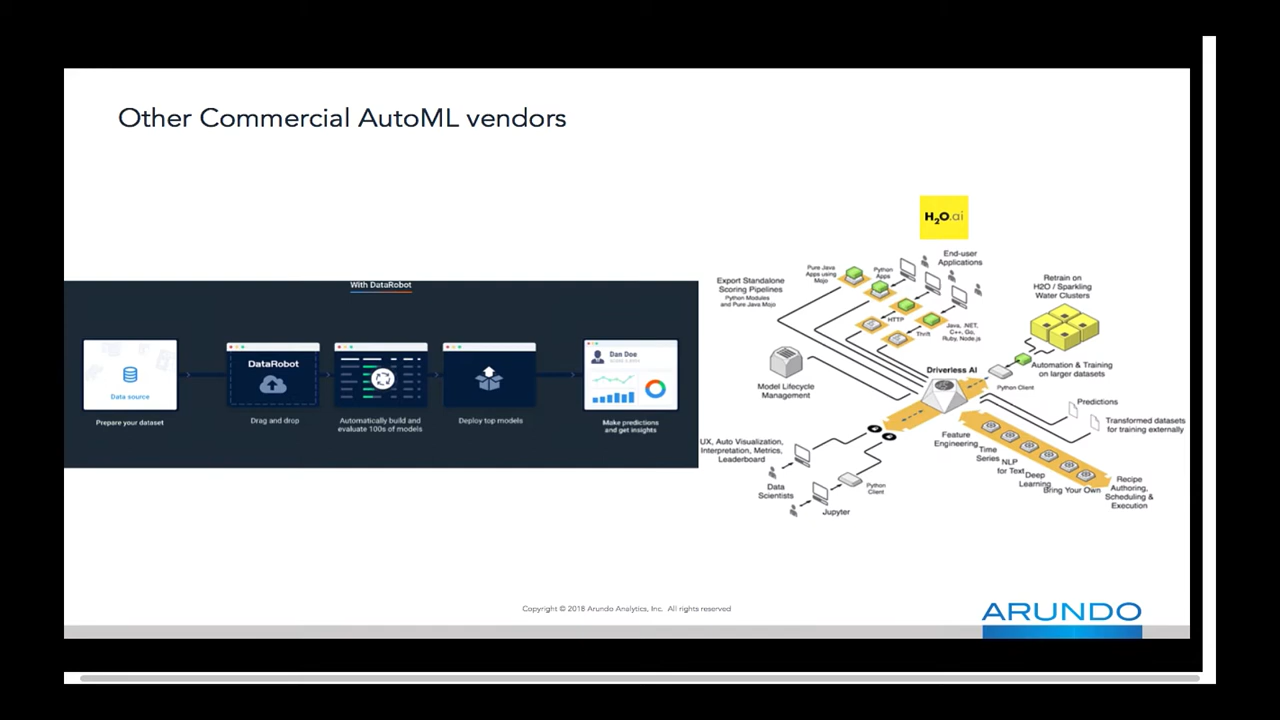 Other Commercial AutoML vendors
With DataRobot
Data source
Prepare your dataset
DataRobot
Drag and drop
Automatically build and
evaluate 100s of models
Deploy top models
Dan Doe
Make predictions
and get insights
H2O.ai
Export Standalone
Scoring Pipelines
Python Modules
and Pure Java Mojo
Pure Java
Apps using
Mojo
Python
Apps
End-user
Applications
HTTP
Thrift
Java, .NET,
C++, Go,
Ruby, Node.js
Retrain on
H2O / Sparkling
Water Clusters
Automation & Training
on larger datasets
Python Client
Driverless AI
Model Lifecycle
Management
Predictions
Transformed datasets
for training externally
UX, Auto Visualization,
Interpretation, Metrics,
Leaderboard
Data
Scientists
Jupyter
Python
Client
Feature
Engineering
Time
Series
NLP
for Text
Deep
Learning
Bring Your Own
Recipe
Authoring,
Scheduling &
Execution
Copyright © 2018 Arundo Analytics, Inc. All rights reserved
ARUNDO